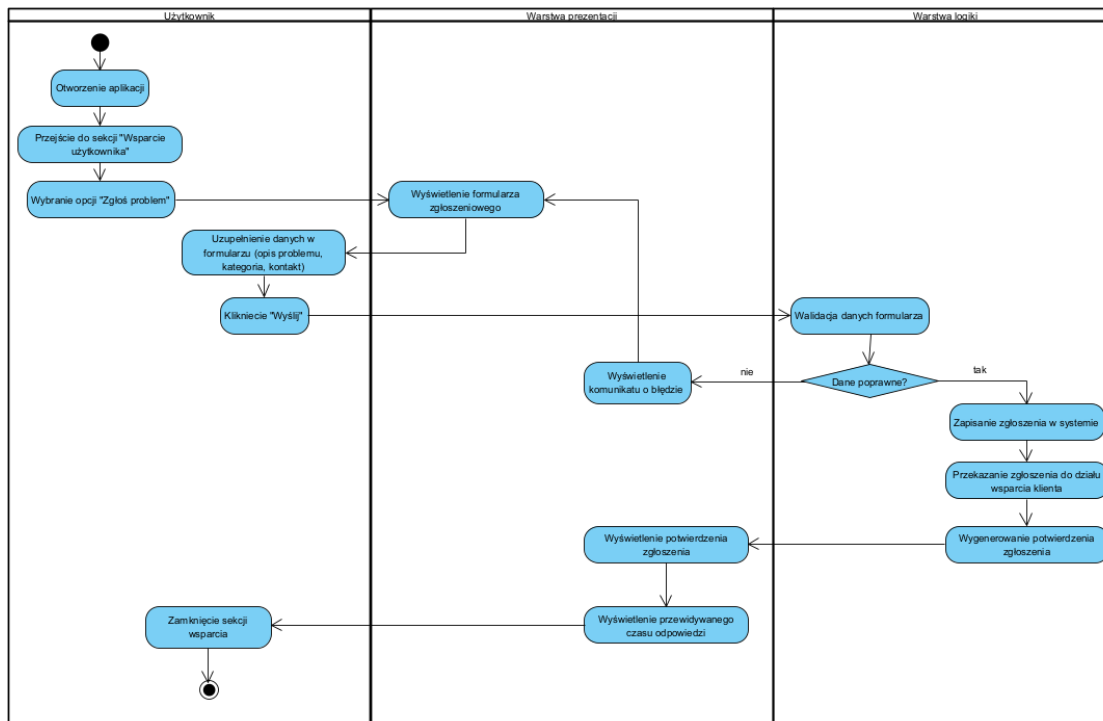 Użytkownik
Warstwa prezentacji
Warstwa logiki
Otworzenie aplikacji
Przejście do sekcji "Wsparcie
użytkownika"
Wybranie opcji "Zgłoś problem"
Wyświetlenie formularza
zgłoszeniowego
Uzupełnienie danych w
formularzu (opis problemu,
kategoria, kontakt)
Klikniecie "Wyślij"
Walidacja danych formularza
Dane poprawne?
nie
tak
Wyświetlenie
komunikatu o błędzie
Zapisanie zgłoszenia w systemie
Przekazanie zgłoszenia do działu
wsparcia klienta
Wygenerowanie potwierdzenia
zgłoszenia
Wyświetlenie potwierdzenia
zgłoszenia
Wyświetlenie przewidywanego
czasu odpowiedzi
Zamknięcie sekcji
wsparcia